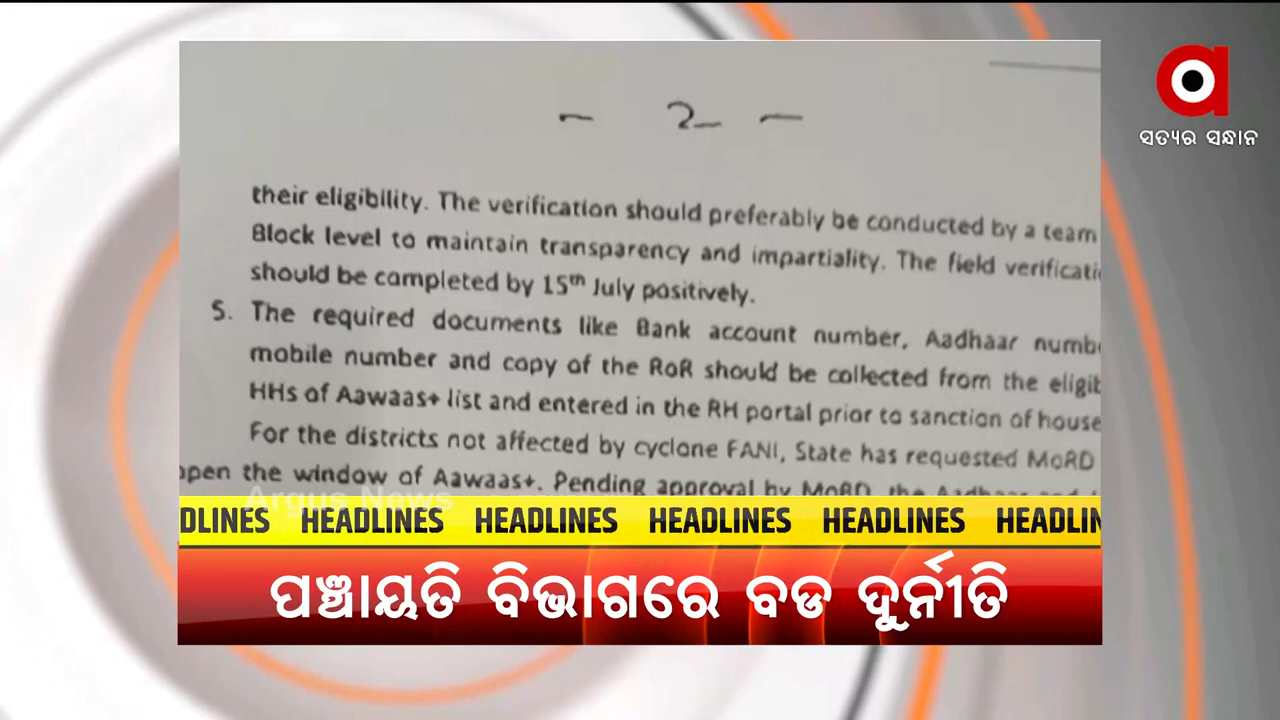 ସତ୍ୟର ସନ୍ଧାନ
- 2 -
their eligibility. The verification should preferably be conducted by a team
Block level to maintain transparency and impartiality. The field verificati
should be completed by 15th July positively.
5. The required documents like Bank account number, Aadhaar numbe
mobile number and copy of the RoR should be collected from the eligib
HHs of Aawaas+ list and entered in the RH portal prior to sanction of house
For the districts not affected by cyclone FANI, State has requested MoRD
open the window of Aawaas+. Pending approval by MoRD, the Aadhaar
Argus News
DLINES HEADLINES HEADLINES HEADLINES HEADLINES HEADLIN
ପଞ୍ଚାୟତି ବିଭାଗରେ ବଡ ଦୁର୍ନୀତି